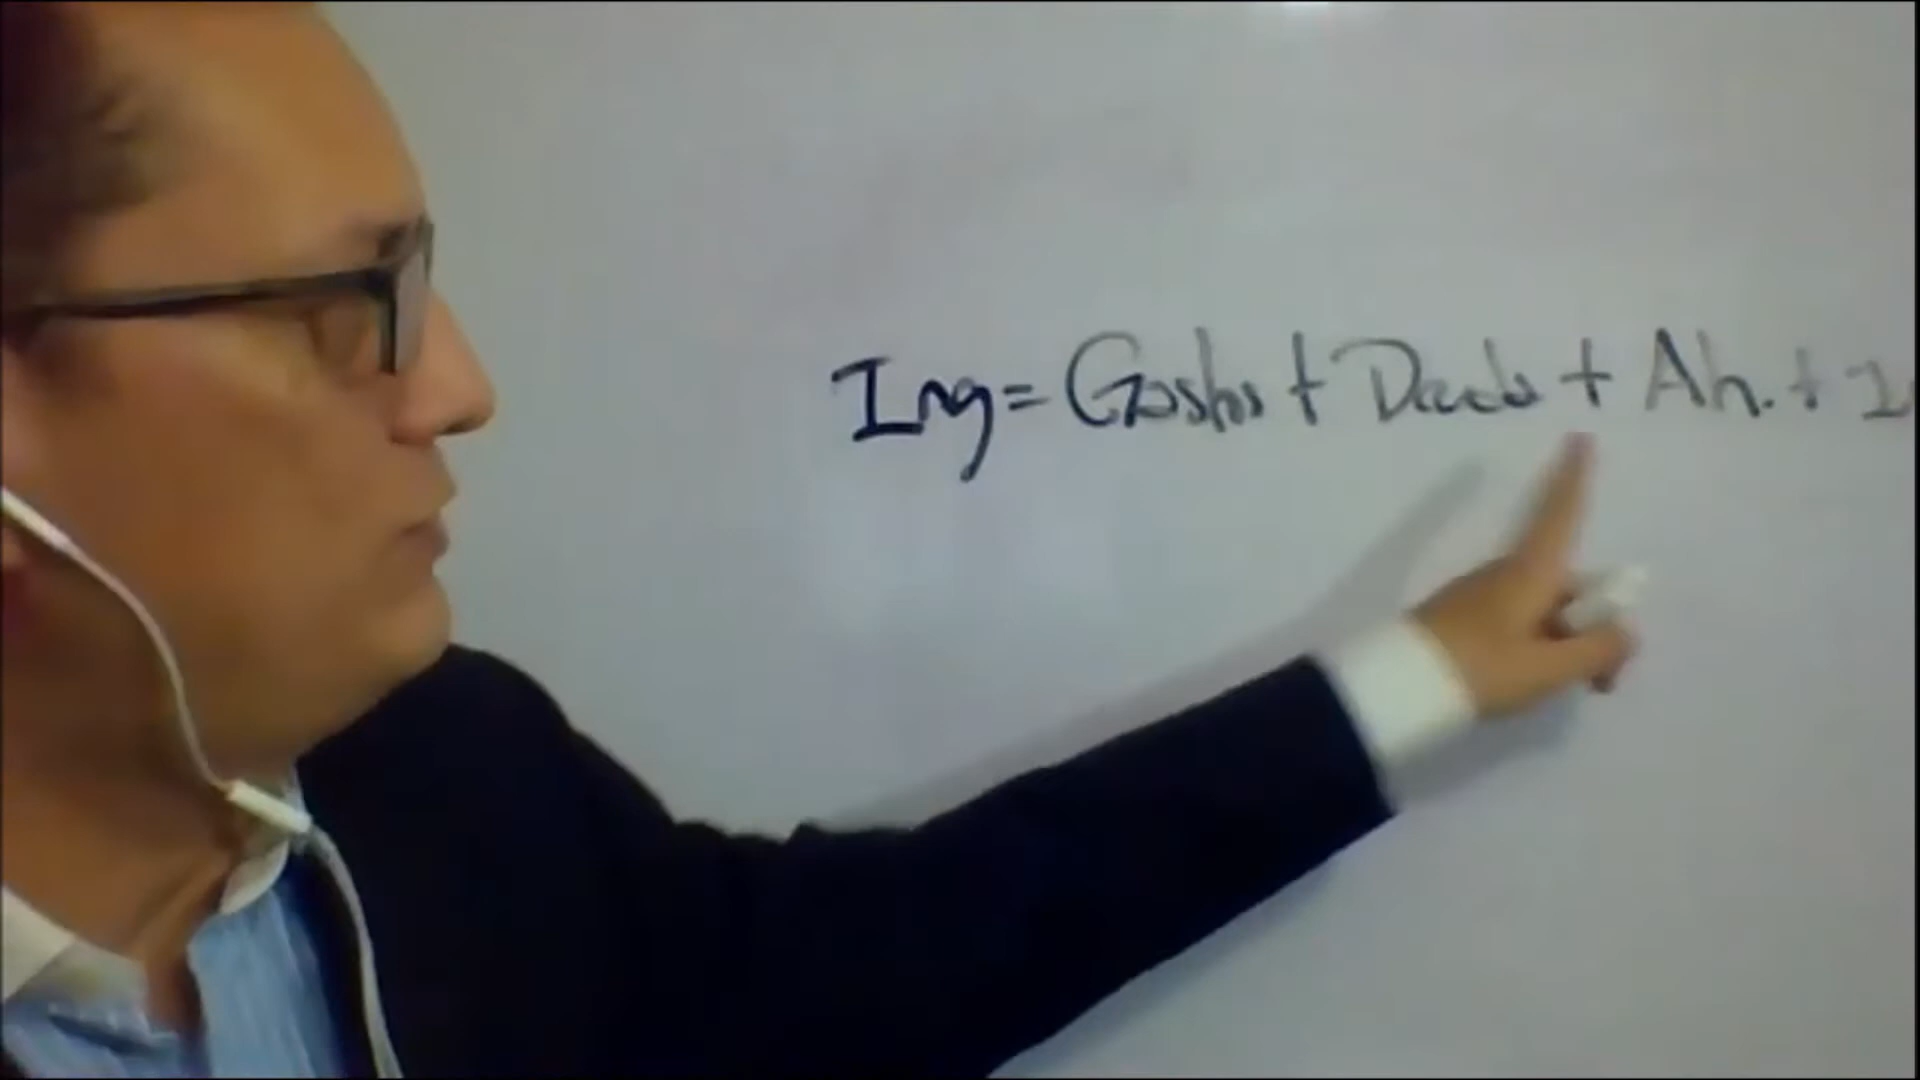 Ing = Gastos + Deuda + Ah. + I